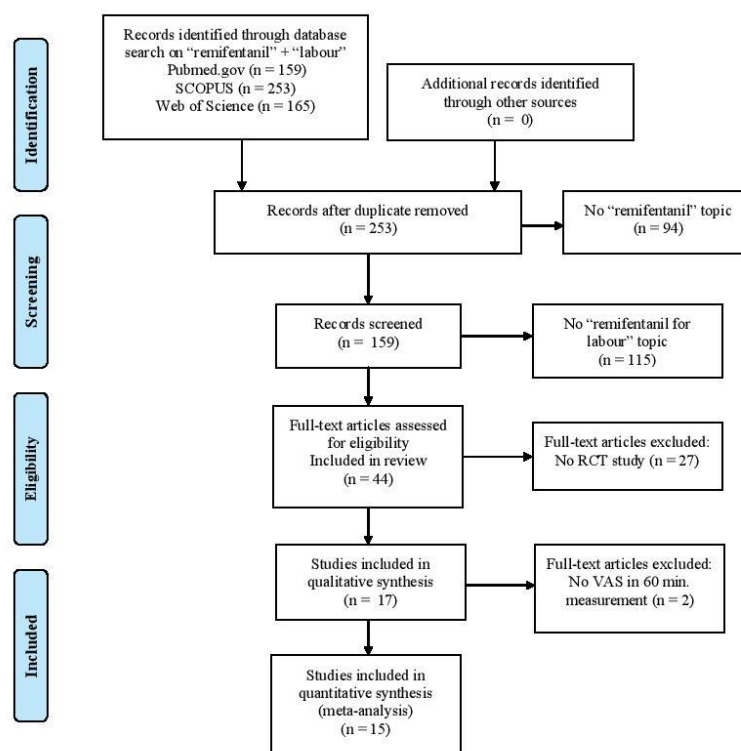 Identification
Records identified through database
search on “remifentanil” + “labour”
Pubmed.gov (n = 159)
SCOPUS (n = 253)
Web of Science (n = 165)
Additional records identified
through other sources
(n = 0)
Records after duplicate removed
(n = 253)
No “remifentanil” topic
(n = 94)
Screening
Records screened
(n = 159)
No “remifentanil for
labour” topic
(n = 115)
Eligibility
Full-text articles assessed
for eligibility
Included in review
(n = 44)
Full-text articles excluded:
No RCT study (n = 27)
Included
Studies included in
qualitative synthesis
(n = 17)
Full-text articles excluded:
No VAS in 60 min.
measurement (n = 2)
Studies included in
quantitative synthesis
(meta-analysis)
(n = 15)